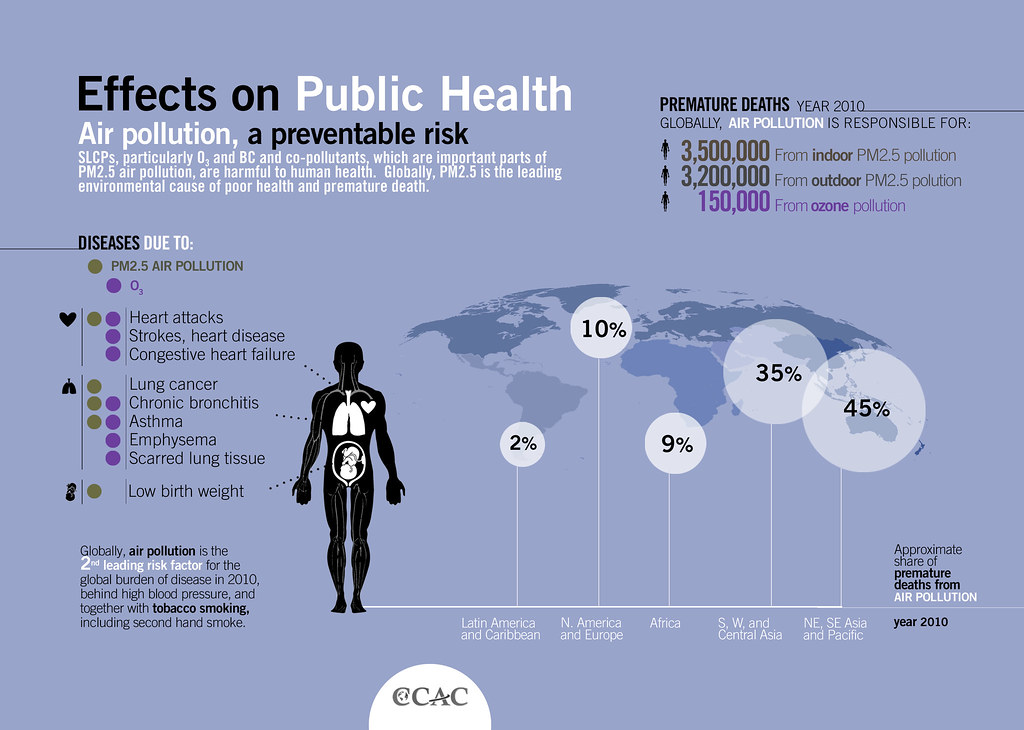 Effects on Public Health
Air pollution, a preventable risk
SLCPs, particularly O3 and BC and co-pollutants, which are important parts of
PM2.5 air pollution, are harmful to human health. Globally, PM2.5 is the leading
environmental cause of poor health and premature death.
PREMATURE DEATHS YEAR 2010
GLOBALLY, AIR POLLUTION IS RESPONSIBLE FOR:
3,500,000 From indoor PM2.5 pollution
3,200,000 From outdoor PM2.5 polution
150,000 From ozone pollution
DISEASES DUE TO:
PM2.5 AIR POLLUTION
O3
Heart attacks
Strokes, heart disease
Congestive heart failure
Lung cancer
Chronic bronchitis
Asthma
Emphysema
Scarred lung tissue
Low birth weight
Globally, air pollution is the
2nd leading risk factor for the
global burden of disease in 2010,
behind high blood pressure, and
together with tobacco smoking,
including second hand smoke.
10%
35%
45%
2%
9%
Latin America
and Caribbean
N. America
and Europe
Africa
S, W, and
Central Asia
NE, SE Asia
and Pacific
Approximate
share of
premature
deaths from
AIR POLLUTION
year 2010
CCAC